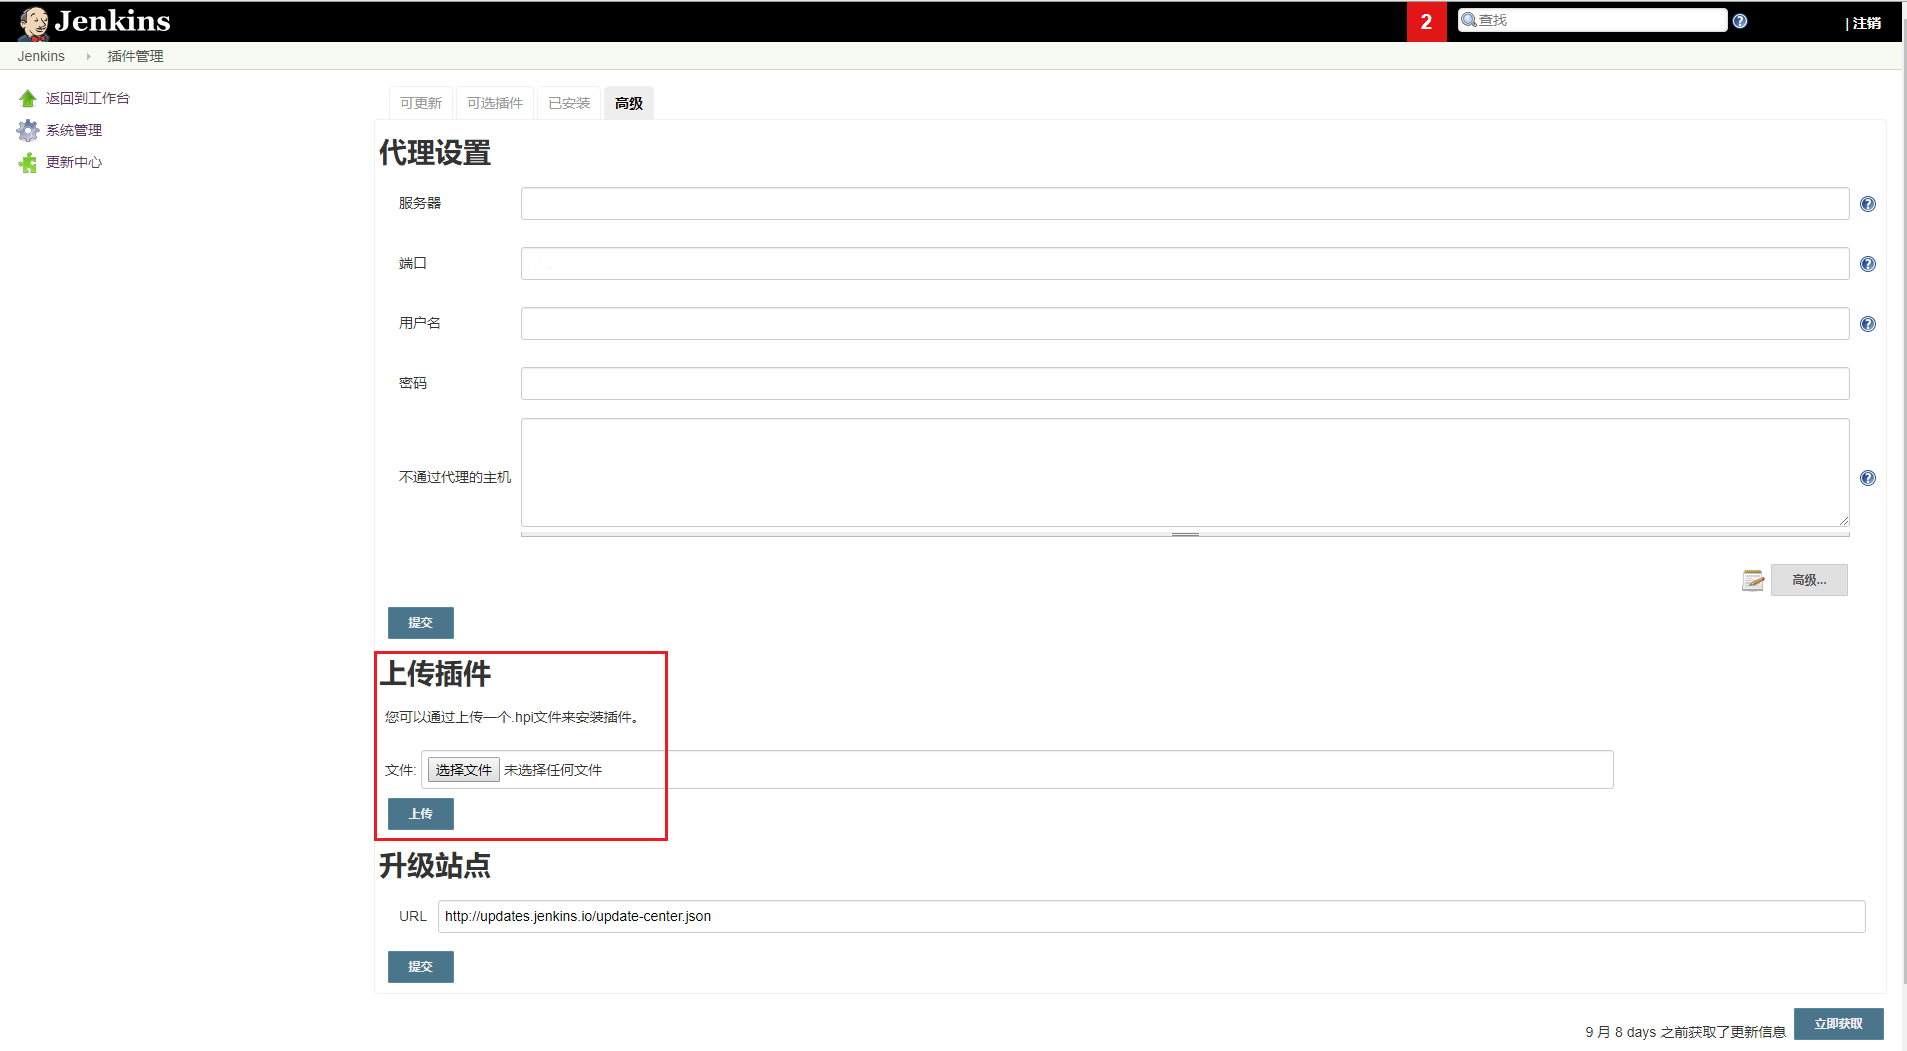 Jenkins
2
查找
| 注销
Jenkins 插件管理
返回到工作台
系统管理
更新中心
可更新 可选插件 已安装 高级
代理设置
服务器
端口
用户名
密码
不通过代理的主机
高级...
提交
上传插件
您可以通过上传一个.hpi文件来安装插件。
文件: 选择文件 未选择任何文件
上传
升级站点
URL http://updates.jenkins.io/update-center.json
提交
9 月 8 days 之前获取了更新信息 立即获取